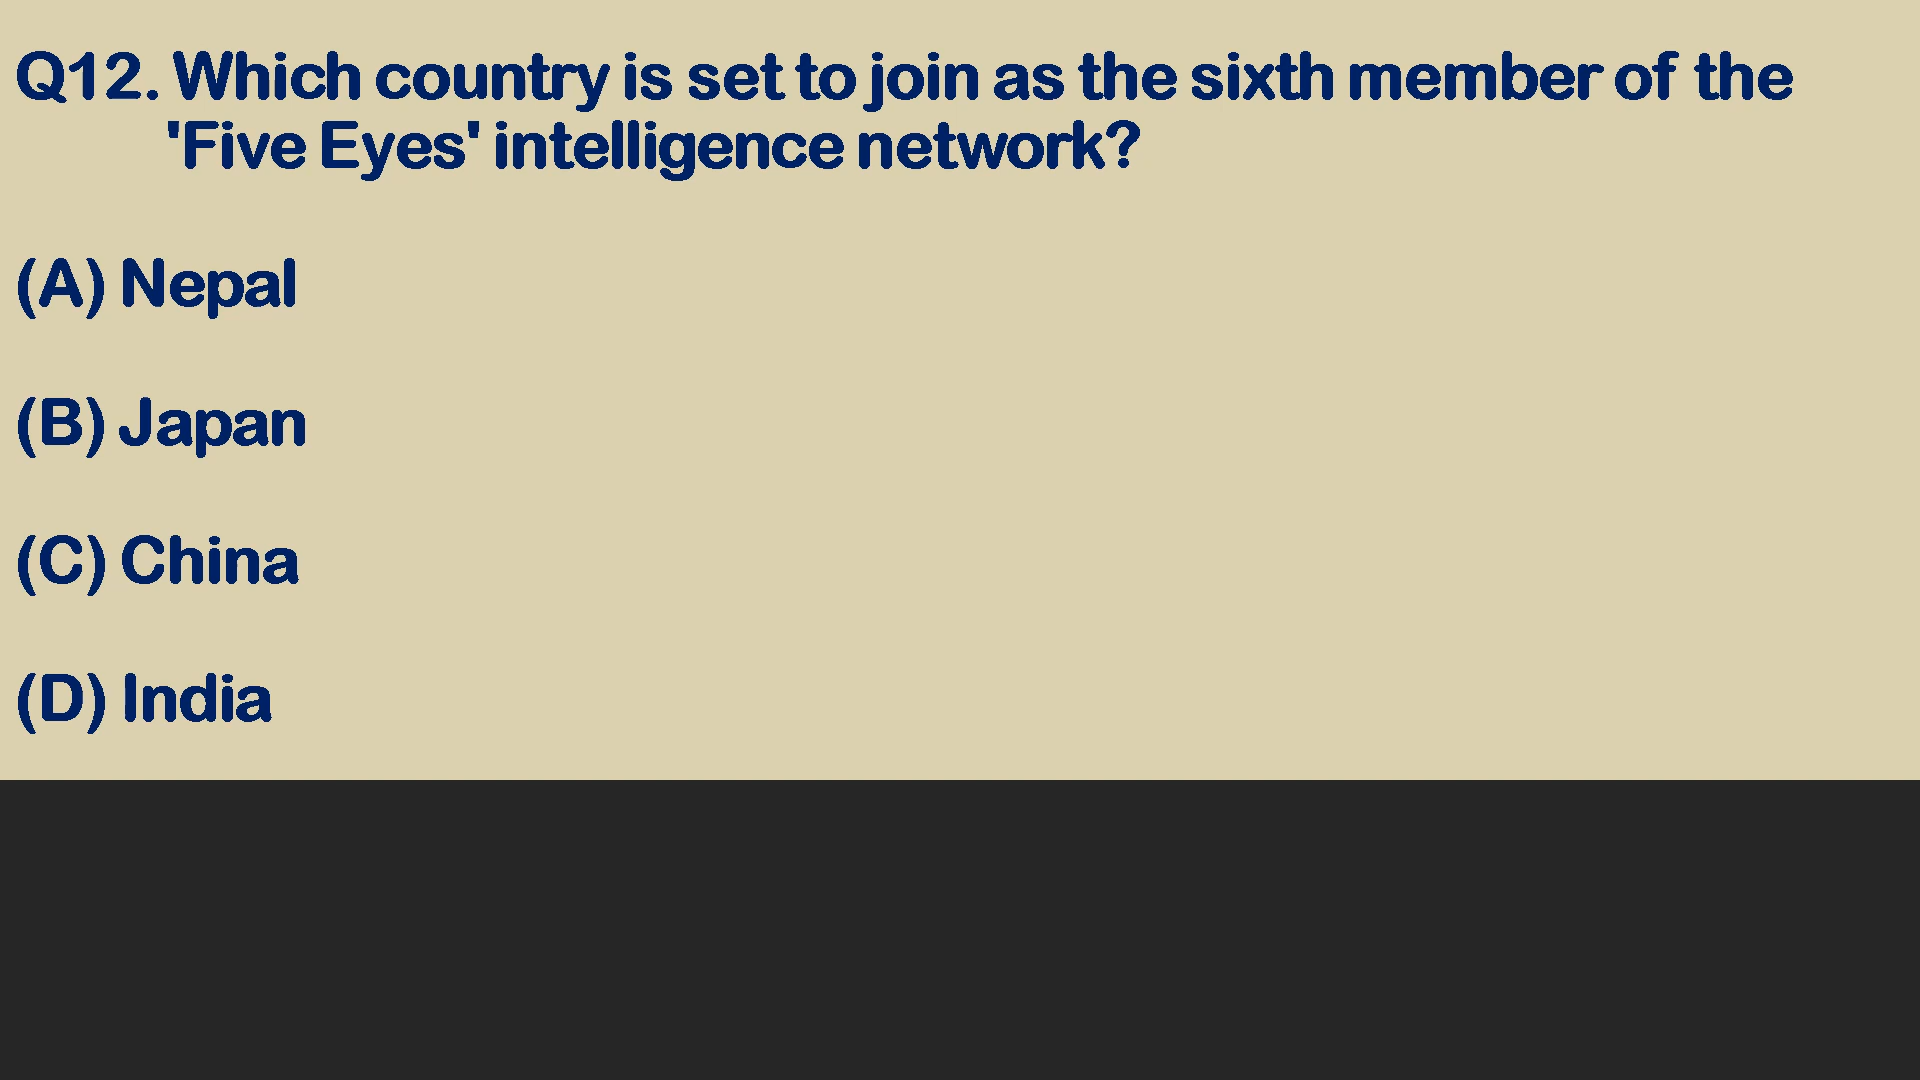 Q12. Which country is set to join as the sixth member of the
'Five Eyes' intelligence network?
(A) Nepal
(B) Japan
(C) China
(D) India